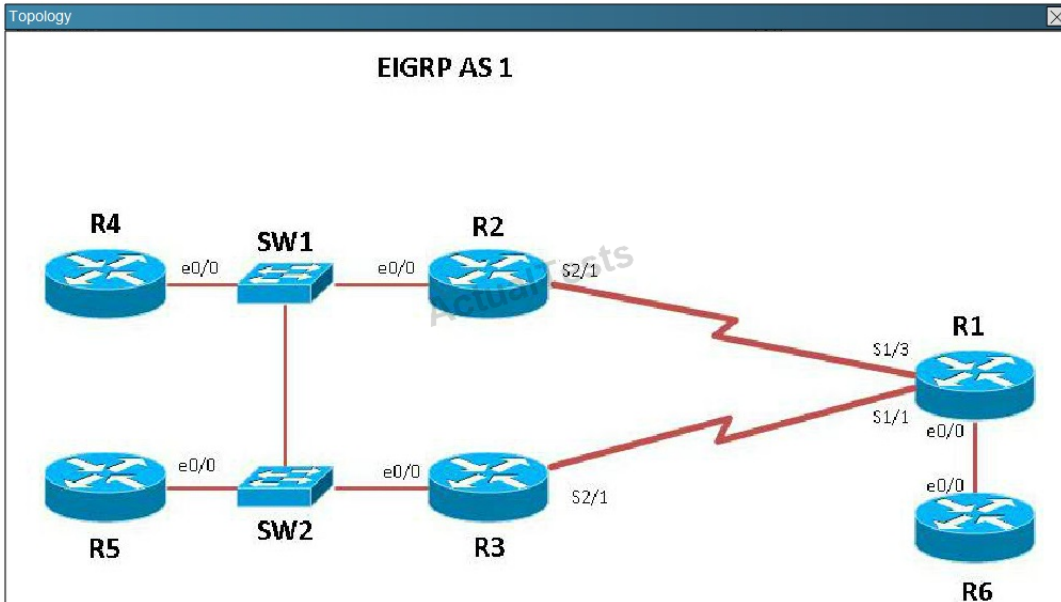 Topology
EIGRP AS 1
R4
SW1
R2
e0/0
e0/0
S2/1
ActualTests
R1
S1/3
S1/1
e0/0
e0/0
e0/0
S2/1
e0/0
R5
SW2
R3
R6